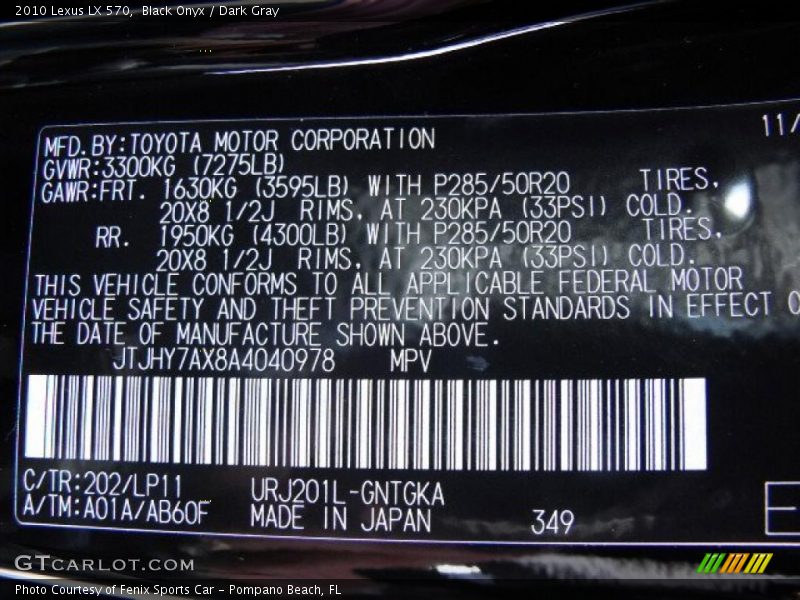 2010 Lexus LX 570, Black Onyx / Dark Gray
11/
MFD.BY:TOYOTA MOTOR CORPORATION
GVWR:3300KG (7275LB)
GAWR:FRT. 1630KG (3595LB) WITH P285/50R20 TIRES,
20X8 1/2J RIMS, AT 230KPA (33PSI) COLD.
RR. 1950KG (4300LB) WITH P285/50R20 TIRES,
20X8 1/2J RIMS, AT 230KPA (33PSI) COLD.
THIS VEHICLE CONFORMS TO ALL APPLICABLE FEDERAL MOTOR
VEHICLE SAFETY AND THEFT PREVENTION STANDARDS IN EFFECT O
THE DATE OF MANUFACTURE SHOWN ABOVE.
JTJHY7AX8A4040978 MPV
C/TR:202/LP11 URJ201L-GNTGKA
A/TM:A01A/AB60F MADE IN JAPAN 349
E
GTCARLOT.COM
Photo Courtesy of Fenix Sports Car - Pompano Beach, FL